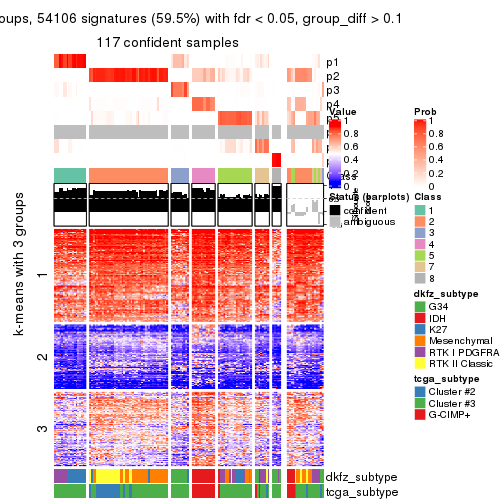 oups, 54106 signatures (59.5%) with fdr < 0.05, group_diff > 0.1
117 confident samples
p1
p2
p3
p4
Value
1
0.8
0.6
0.4
0.2
0
Prob
1
0.8
0.6
0.4
0.2
0
Status (barplots)
confident
ambiguous
Class
1
2
3
4
5
7
8
k-means with 3 groups
1
2
3
dkfz_subtype
G34
IDH
K27
Mesenchymal
RTK I PDGFRA
RTK II Classic
tcga_subtype
Cluster #2
Cluster #3
G-CIMP+
dkfz_subtype
tcga_subtype